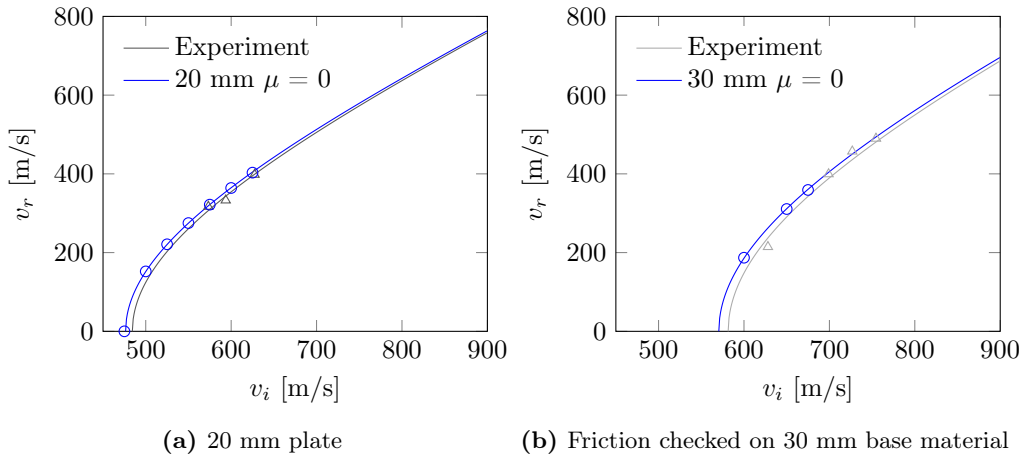 800
600
400
200
0
v_r [m/s]
Experiment
20 mm μ = 0
500 600 700 800 900
v_i [m/s]
(a) 20 mm plate
800
600
400
200
0
v_r [m/s]
Experiment
30 mm μ = 0
500 600 700 800 900
v_i [m/s]
(b) Friction checked on 30 mm base material